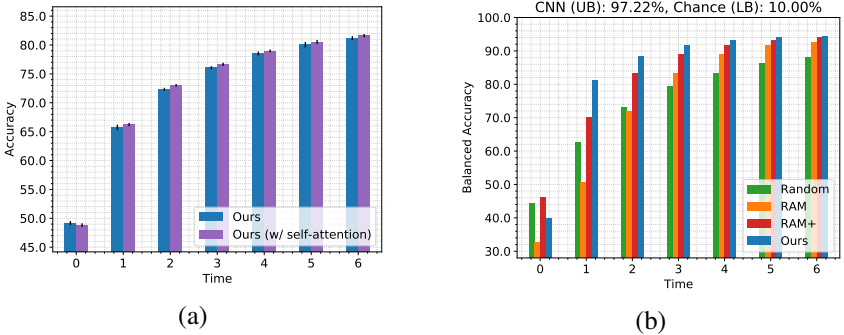 85.0
80.0
75.0
70.0
65.0
60.0
55.0
50.0
45.0
Accuracy
Ours
Ours (w/ self-attention)
0 1 2 3 4 5 6
Time
(a)
CNN (UB): 97.22%, Chance (LB): 10.00%
100.0
90.0
80.0
70.0
60.0
50.0
40.0
30.0
Balanced Accuracy
Random
RAM
RAM+
Ours
0 1 2 3 4 5 6
Time
(b)